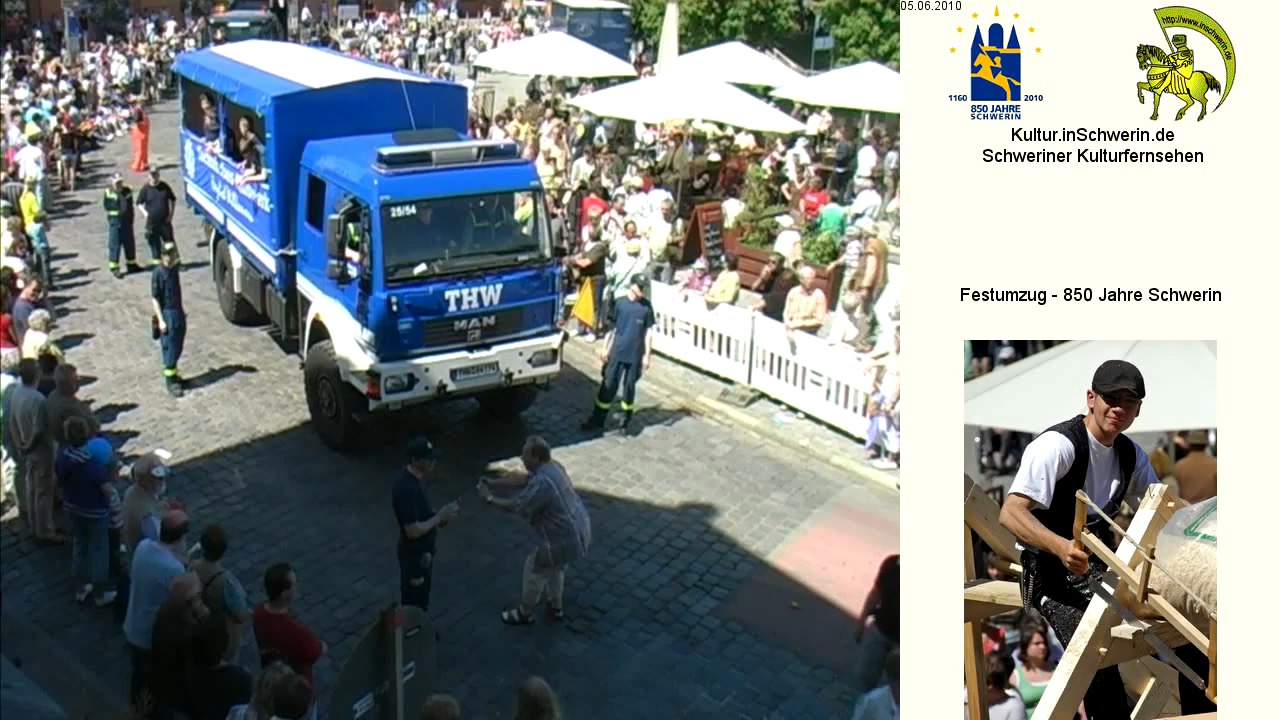 05.06.2010
http://www.inschwerin.de
1160 2010
850 JAHRE
SCHWERIN
Kultur.inSchwerin.de
Schweriner Kulturfernsehen
Festumzug - 850 Jahre Schwerin
25/54
THW
MAN